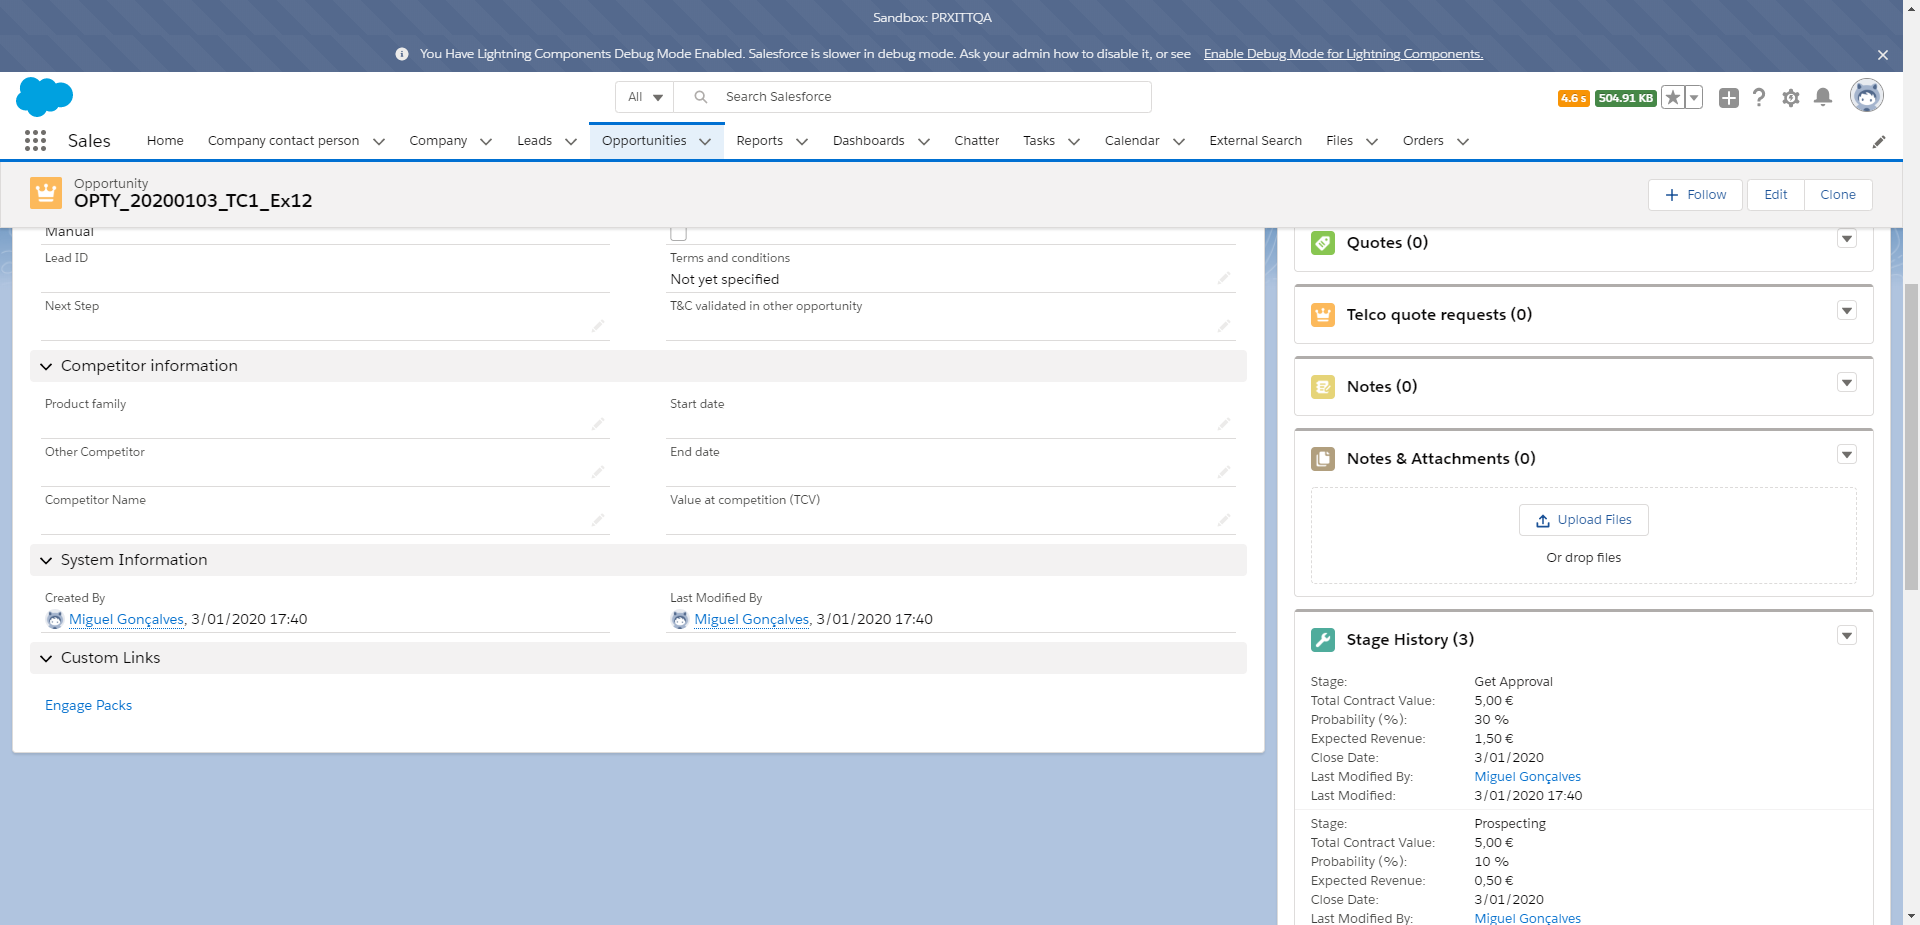 Sandbox: PRXITTQA
You Have Lightning Components Debug Mode Enabled. Salesforce is slower in debug mode. Ask your admin how to disable it, or see Enable Debug Mode for Lightning Components.
All Search Salesforce
4.6 s 504.91 KB
Sales Home Company contact person Company Leads Opportunities Reports Dashboards Chatter Tasks Calendar External Search Files Orders
Opportunity
OPTY_20200103_TC1_Ex12
Follow Edit Clone
Manual
Lead ID
Terms and conditions
Not yet specified
Next Step
T&C validated in other opportunity
Competitor information
Product family
Start date
Other Competitor
End date
Competitor Name
Value at competition (TCV)
System Information
Created By
Miguel Gonçalves, 3/01/2020 17:40
Last Modified By
Miguel Gonçalves, 3/01/2020 17:40
Custom Links
Engage Packs
Quotes (0)
Telco quote requests (0)
Notes (0)
Notes & Attachments (0)
Upload Files
Or drop files
Stage History (3)
Stage: Get Approval
Total Contract Value: 5,00 €
Probability (%): 30 %
Expected Revenue: 1,50 €
Close Date: 3/01/2020
Last Modified By: Miguel Gonçalves
Last Modified: 3/01/2020 17:40
Stage: Prospecting
Total Contract Value: 5,00 €
Probability (%): 10 %
Expected Revenue: 0,50 €
Close Date: 3/01/2020
Last Modified By: Miguel Gonçalves